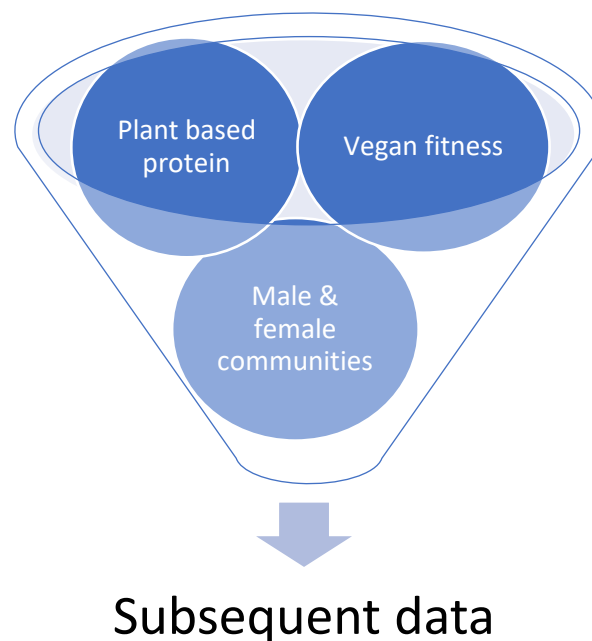 Plant based
protein
Vegan fitness
Male &
female
communities
Subsequent data